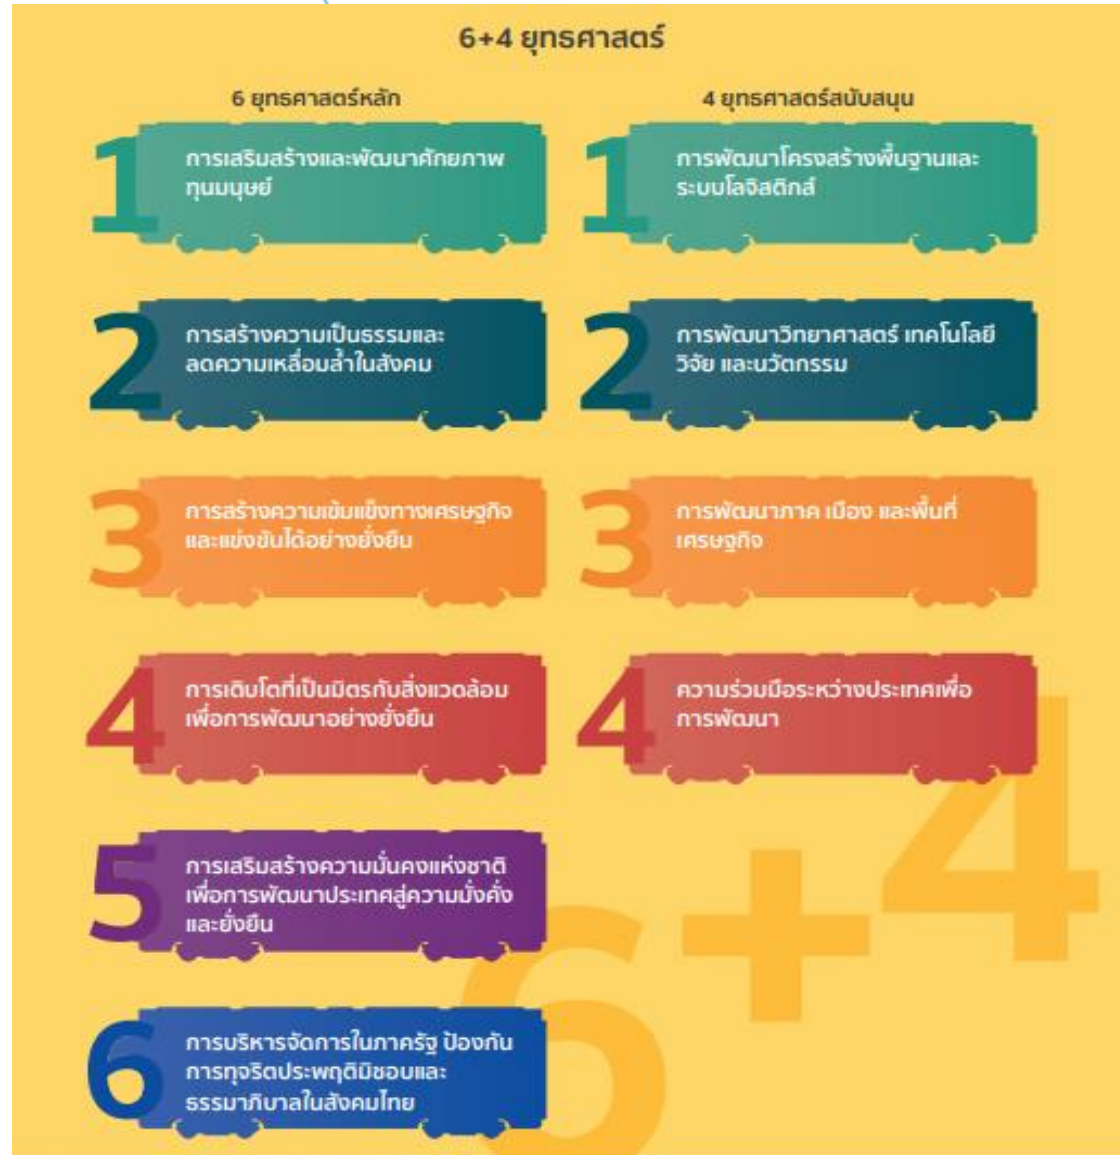 6+4 ยุทธศาสตร์
6 ยุทธศาสตร์หลัก
1
การเสริมสร้างและพัฒนาศักยภาพ
ทุนมนุษย์
2
การสร้างความเป็นธรรมและ
ลดความเหลื่อมล้ำในสังคม
3
การสร้างความเข้มแข็งทางเศรษฐกิจ
และแข่งขันได้อย่างยั่งยืน
4
การเติบโตที่เป็นมิตรกับสิ่งแวดล้อม
เพื่อการพัฒนาอย่างยั่งยืน
5
การเสริมสร้างความมั่นคงแห่งชาติ
เพื่อการพัฒนาประเทศสู่ความมั่งคั่ง
และยั่งยืน
6
การบริหารจัดการในภาครัฐ ป้องกัน
การทุจริตประพฤติมิชอบและ
ธรรมาภิบาลในสังคมไทย
4 ยุทธศาสตร์สนับสนุน
1
การพัฒนาโครงสร้างพื้นฐานและ
ระบบโลจิสติกส์
2
การพัฒนาวิทยาศาสตร์ เทคโนโลยี
วิจัย และนวัตกรรม
3
การพัฒนาภาค เมือง และพื้นที่
เศรษฐกิจ
4
ความร่วมมือระหว่างประเทศเพื่อ
การพัฒนา
6+4